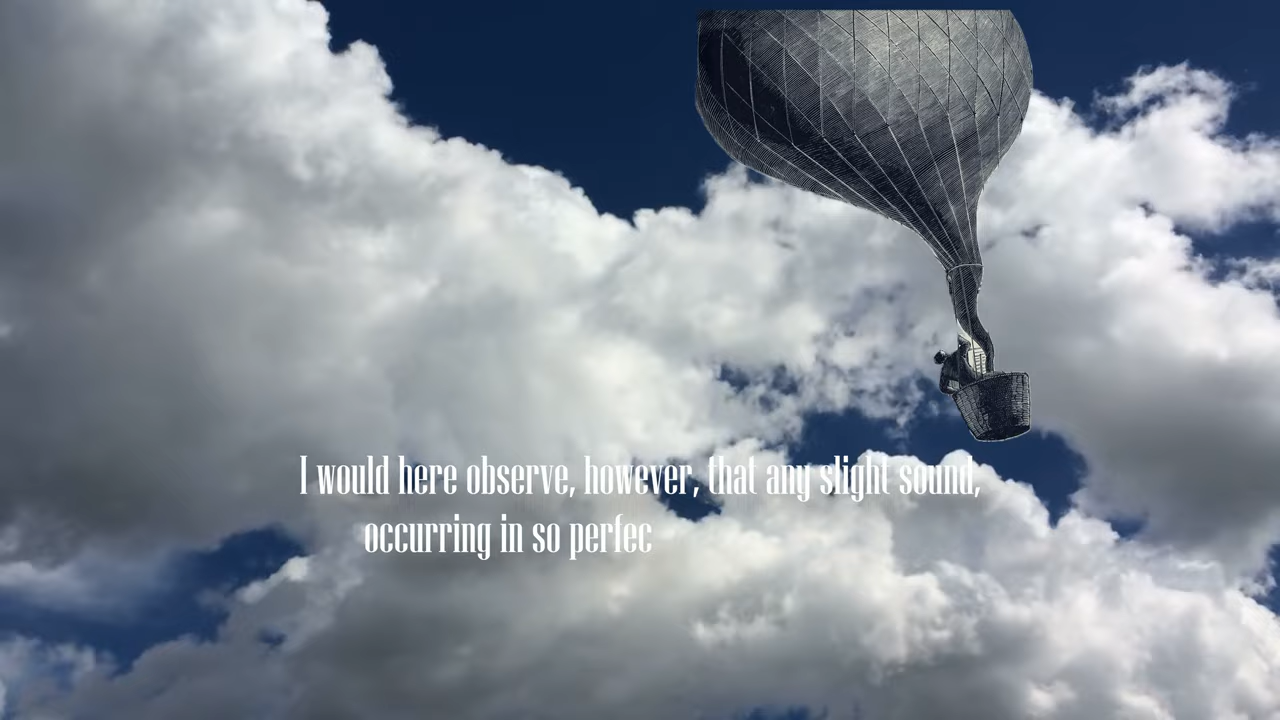 I would here observe, however, that any slight sound,
occurring in so perfec